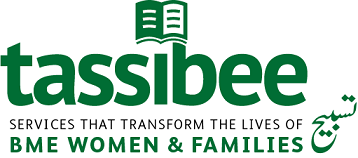 tassibee
SERVICES THAT TRANSFORM THE LIVES OF
BME WOMEN & FAMILIES
تسبیح